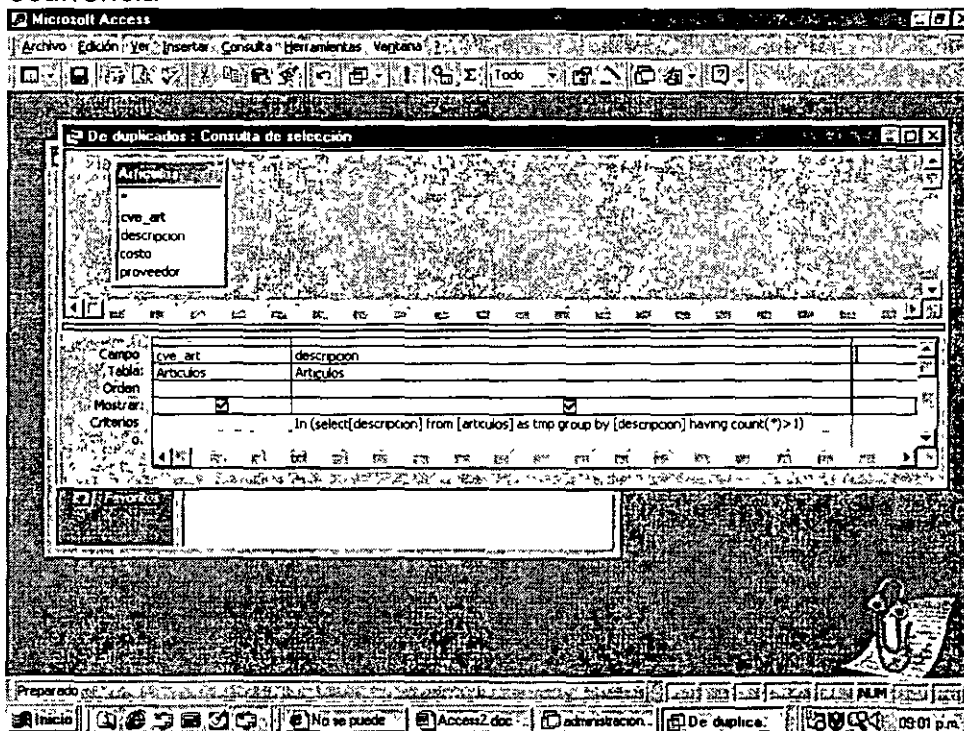 Microsoft Access
Archivo Edición Ver Insertar Consulta Herramientas Ventana ?
Todo
De duplicados : Consulta de selección
Articulos
*
cve_art
descripcion
costo
proveedor
Campo cve_art descripcion
Tabla: Articulos Articulos
Orden
Mostrar:
Criterios In (select[descripcion] from [articulos] as tmp group by [descripcion] having count(*)>1)
o.
Favoritos
Preparado NUM
Inicio No se puede Access2.doc administracion.. De duplica. 09:01 p.m.